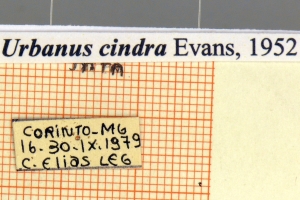 Urbanus cindra Evans, 1952
CORINTO-MG
16-30.IX.1979
C. ELIAS LEG